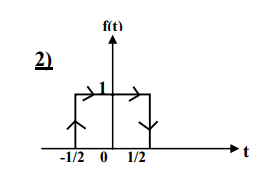 f(t)
2)
1
-1/2 0 1/2 t